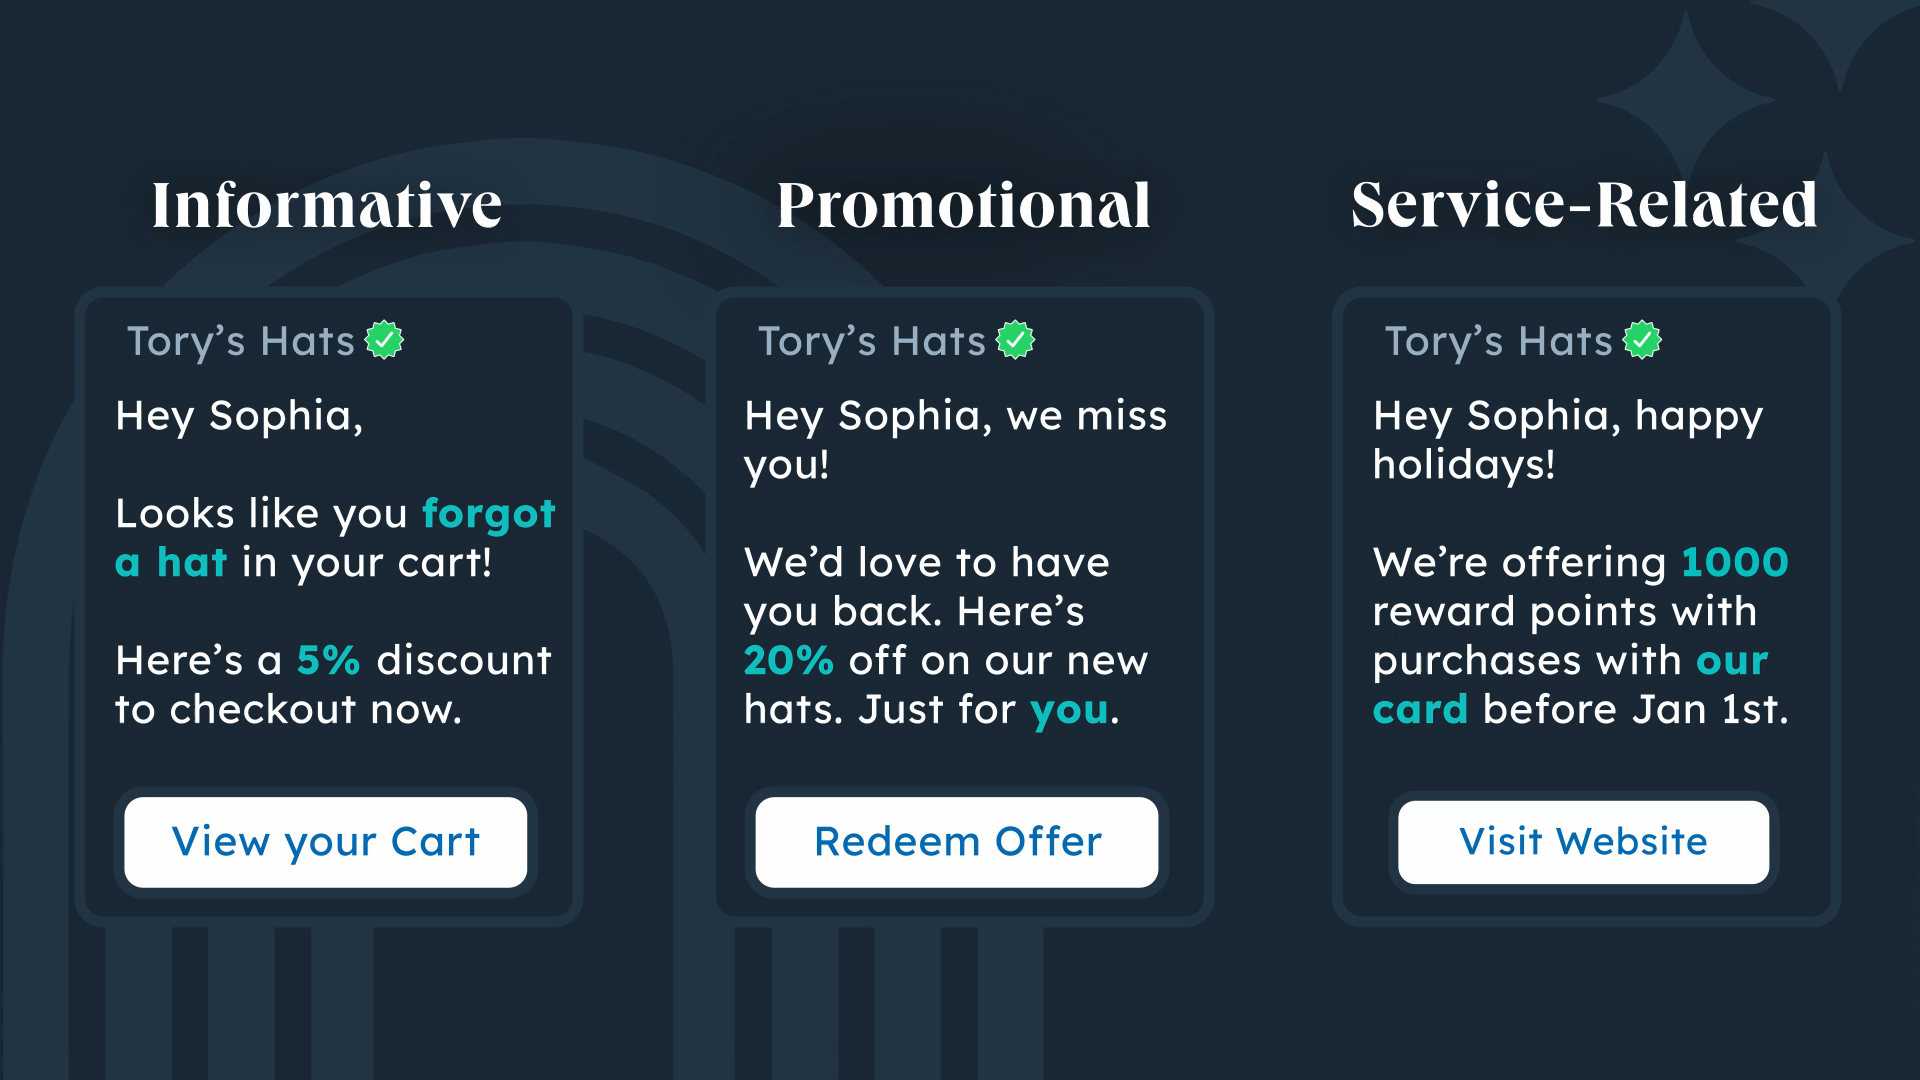 Informative
Tory’s Hats
Hey Sophia,
Looks like you forgot
a hat in your cart!
Here’s a 5% discount
to checkout now.
View your Cart
Promotional
Tory’s Hats
Hey Sophia, we miss
you!
We’d love to have
you back. Here’s
20% off on our new
hats. Just for you.
Redeem Offer
Service-Related
Tory’s Hats
Hey Sophia, happy
holidays!
We’re offering 1000
reward points with
purchases with our
card before Jan 1st.
Visit Website